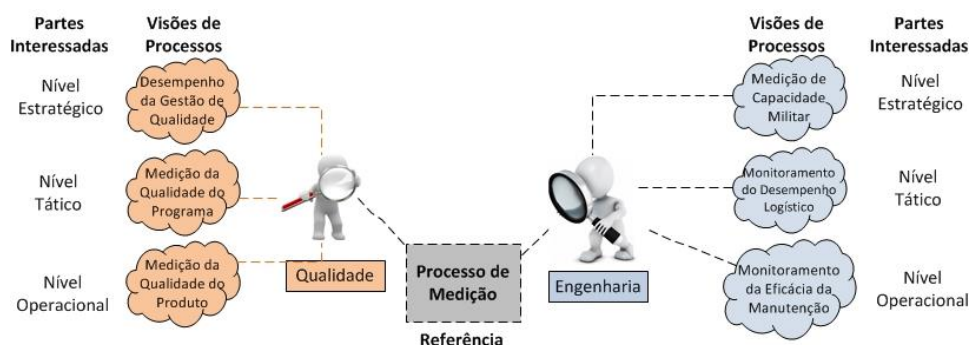 Partes
Interessadas
Visões de
Processos
Nível
Estratégico
Desempenho
da Gestão de
Qualidade
Nível
Tático
Medição da
Qualidade do
Programa
Nível
Operacional
Medição da
Qualidade do
Produto
Qualidade
Processo de
Medição
Referência
Engenharia
Visões de
Processos
Partes
Interessadas
Medição de
Capacidade
Militar
Nível
Estratégico
Monitoramento
do Desempenho
Logístico
Nível
Tático
Monitoramento
da Eficácia da
Manutenção
Nível
Operacional